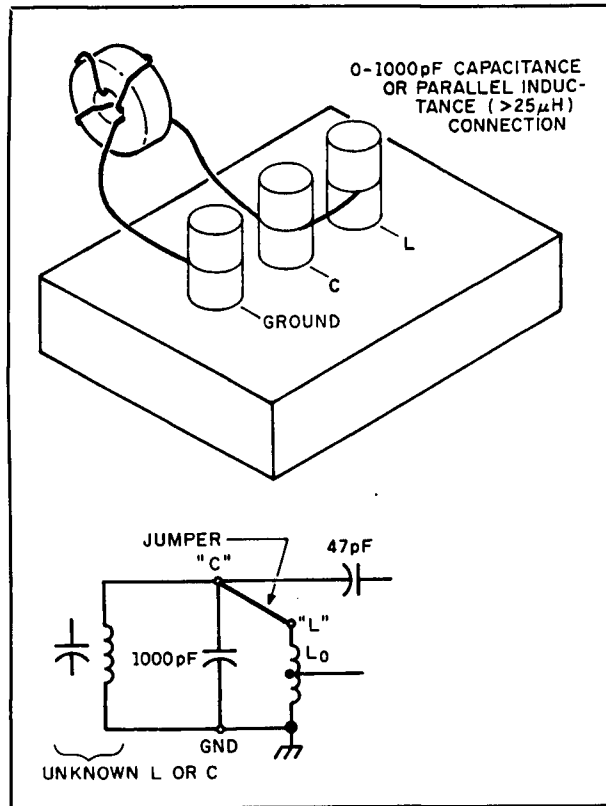 0-1000pF CAPACITANCE
OR PARALLEL INDUC-
TANCE (>25µH)
CONNECTION
L
C
GROUND
JUMPER
"C"
47pF
"L"
L0
1000pF
GND
UNKNOWN L OR C